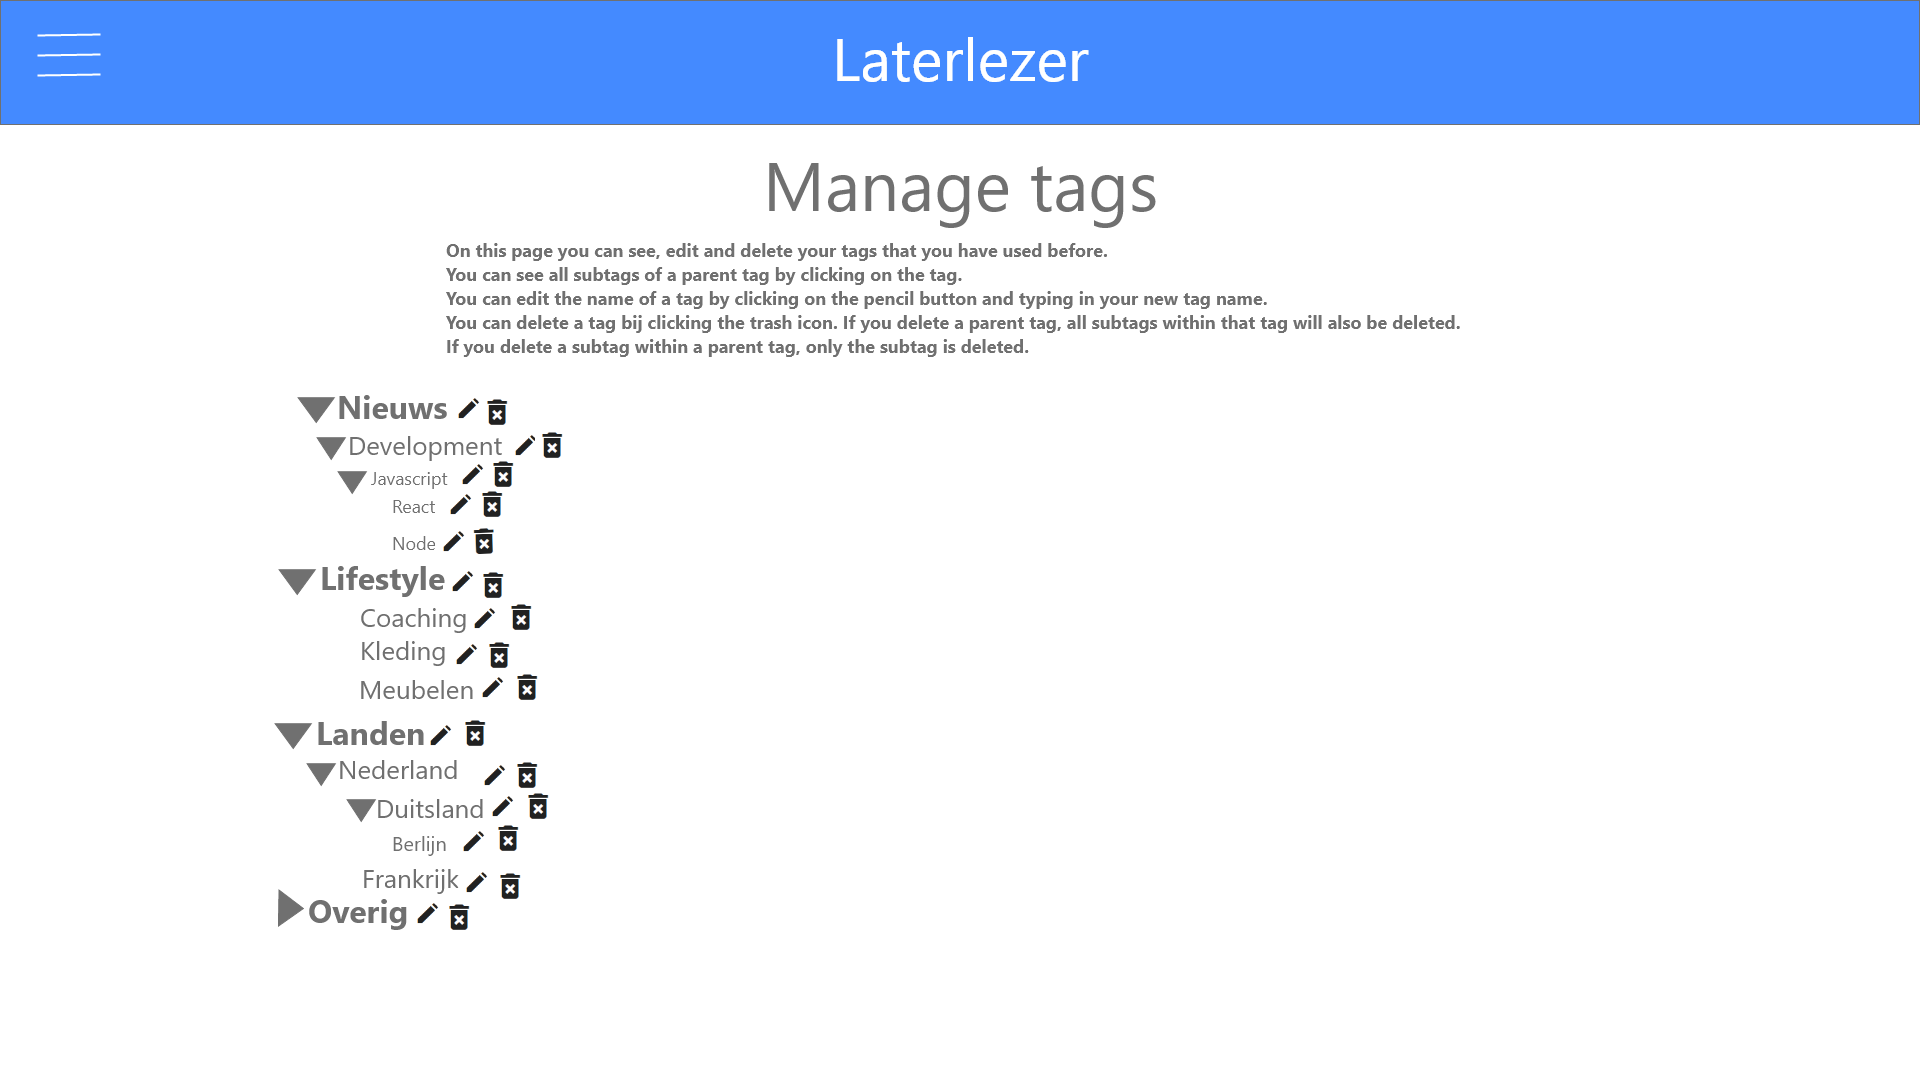 Laterlezer
Manage tags
On this page you can see, edit and delete your tags that you have used before.
You can see all subtags of a parent tag by clicking on the tag.
You can edit the name of a tag by clicking on the pencil button and typing in your new tag name.
You can delete a tag bij clicking the trash icon. If you delete a parent tag, all subtags within that tag will also be deleted.
If you delete a subtag within a parent tag, only the subtag is deleted.
Nieuws
Development
Javascript
React
Node
Lifestyle
Coaching
Kleding
Meubelen
Landen
Nederland
Duitsland
Berlijn
Frankrijk
Overig